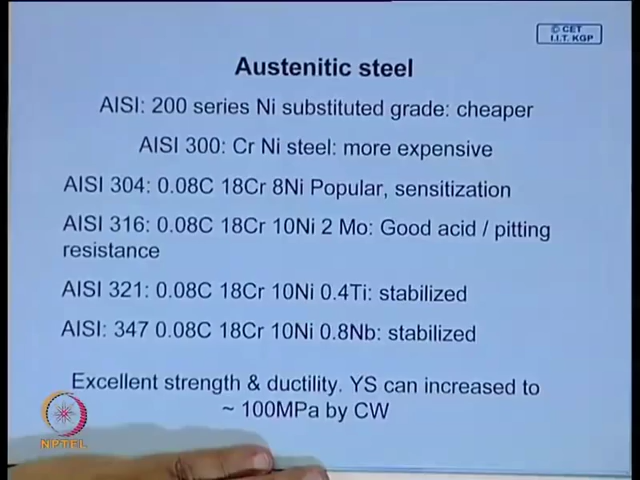 © CET
I.I.T. KGP
Austenitic steel
AISI: 200 series Ni substituted grade: cheaper
AISI 300: Cr Ni steel: more expensive
AISI 304: 0.08C 18Cr 8Ni Popular, sensitization
AISI 316: 0.08C 18Cr 10Ni 2 Mo: Good acid / pitting
resistance
AISI 321: 0.08C 18Cr 10Ni 0.4Ti: stabilized
AISI: 347 0.08C 18Cr 10Ni 0.8Nb: stabilized
Excellent strength & ductility. YS can increased to
~ 100MPa by CW
NPTEL